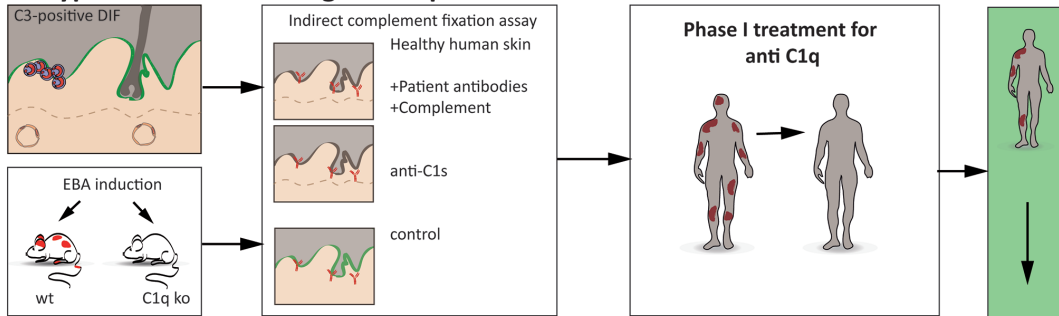 C3-positive DIF
EBA induction
wt
C1q ko
Indirect complement fixation assay
Healthy human skin
+Patient antibodies
+Complement
anti-C1s
control
Phase I treatment for
anti C1q